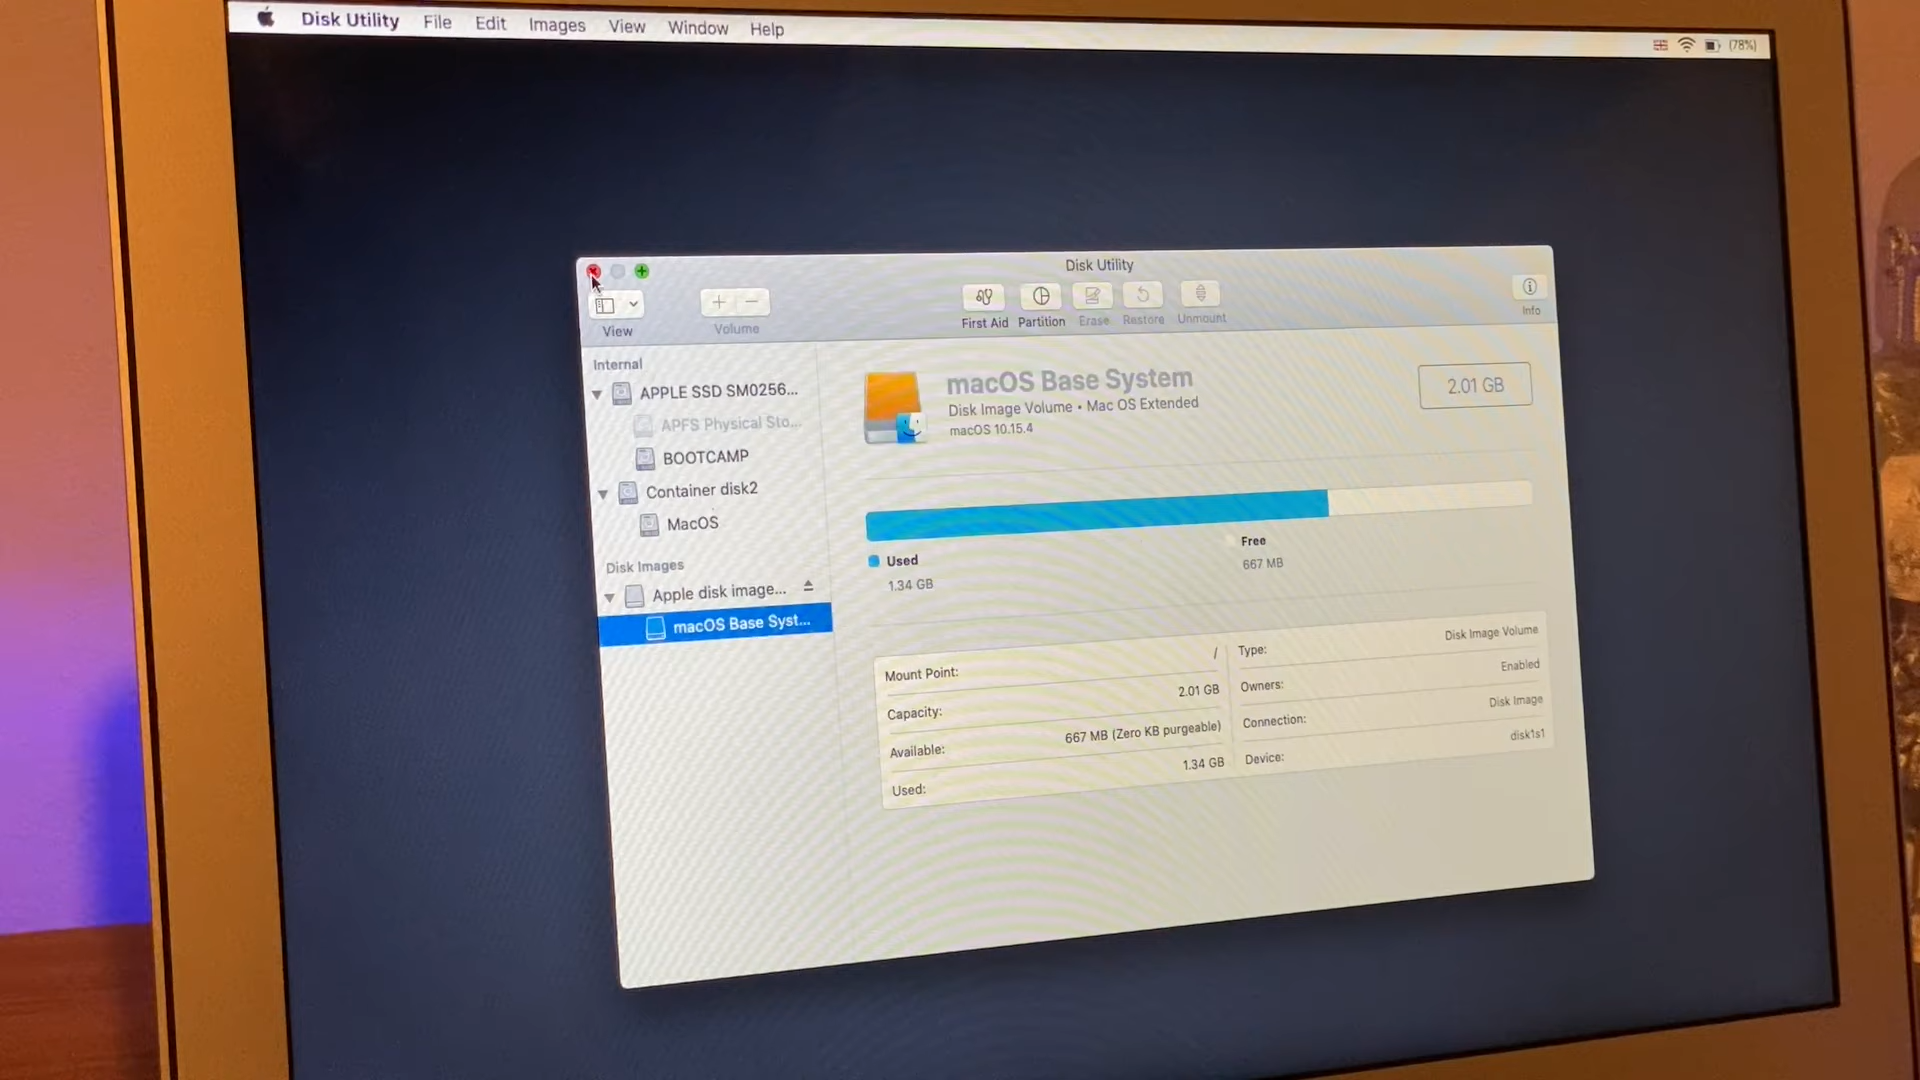 Disk Utility File Edit Images View Window Help
(78%)
Disk Utility
View
Volume
First Aid Partition Erase Restore Unmount
Info
Internal
APPLE SSD SM0256...
APFS Physical Sto...
BOOTCAMP
Container disk2
MacOS
Disk Images
Apple disk image...
macOS Base Syst...
macOS Base System
Disk Image Volume • Mac OS Extended
macOS 10.15.4
2.01 GB
Used
1.34 GB
Free
667 MB
Mount Point: /
Capacity: 2.01 GB
Available: 667 MB (Zero KB purgeable)
Used: 1.34 GB
Type: Disk Image Volume
Owners: Enabled
Connection: Disk Image
Device: disk1s1